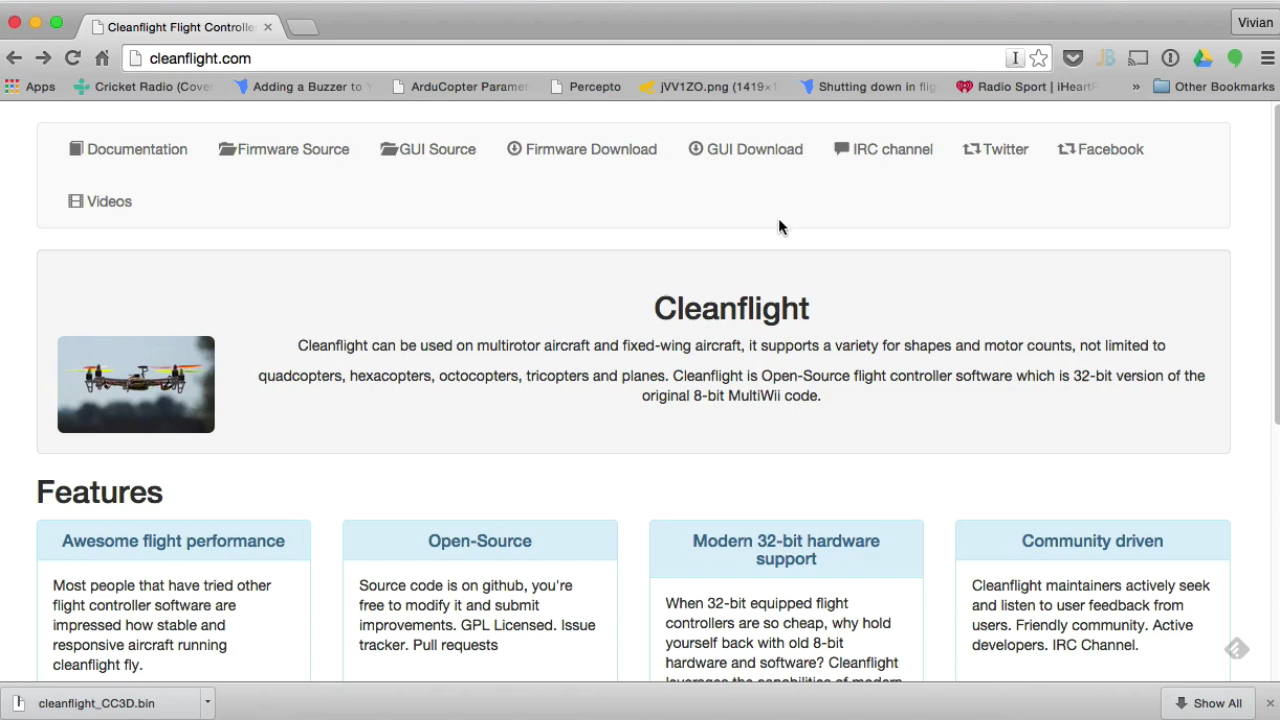 Cleanflight Flight Controlle
Vivian
cleanflight.com
Apps
Cricket Radio (Cover
Adding a Buzzer to
ArduCopter Paramet
Percepto
jVV1ZO.png (1419×1
Shutting down in flig
Radio Sport | iHeartF
»
Other Bookmarks
Documentation
Firmware Source
GUI Source
Firmware Download
GUI Download
IRC channel
Twitter
Facebook
Videos
Cleanflight
Cleanflight can be used on multirotor aircraft and fixed-wing aircraft, it supports a variety for shapes and motor counts, not limited to
quadcopters, hexacopters, octocopters, tricopters and planes. Cleanflight is Open-Source flight controller software which is 32-bit version of the
original 8-bit MultiWii code.
Features
Awesome flight performance
Most people that have tried other
flight controller software are
impressed how stable and
responsive aircraft running
cleanflight fly.
Open-Source
Source code is on github, you're
free to modify it and submit
improvements. GPL Licensed. Issue
tracker. Pull requests
Modern 32-bit hardware
support
When 32-bit equipped flight
controllers are so cheap, why hold
yourself back with old 8-bit
hardware and software? Cleanflight
leverages the capabilities of modern
Community driven
Cleanflight maintainers actively seek
and listen to user feedback from
users. Friendly community. Active
developers. IRC Channel.
cleanflight_CC3D.bin
Show All